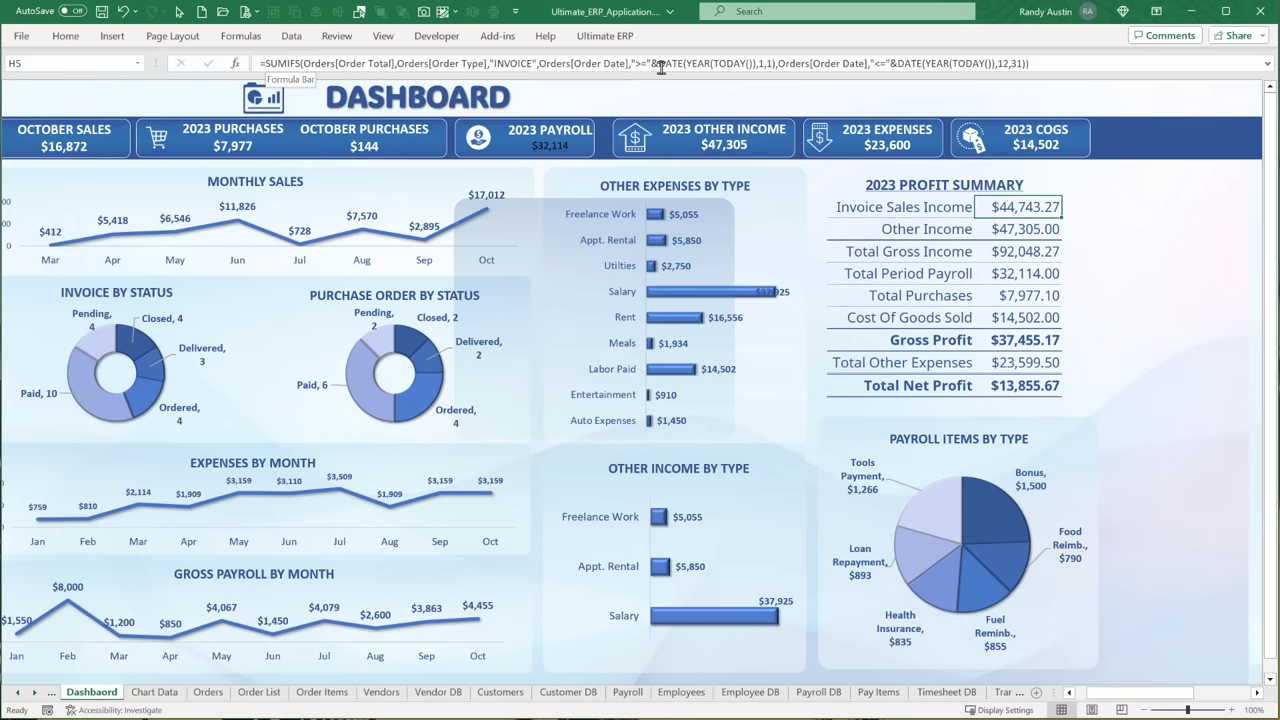 AutoSave Off Ultimate_ERP_Application.... Search Randy Austin RA
File Home Insert Page Layout Formulas Data Review View Developer Add-ins Help Ultimate ERP Comments Share
H5 fx =SUMIFS(Orders[Order Total],Orders[Order Type],"INVOICE",Orders[Order Date],">="&DATE(YEAR(TODAY()),1,1),Orders[Order Date],"<="&DATE(YEAR(TODAY()),12,31))
Formula Bar
DASHBOARD
OCTOBER SALES
$16,872
2023 PURCHASES
$7,977
OCTOBER PURCHASES
$144
2023 PAYROLL
$32,114
2023 OTHER INCOME
$47,305
2023 EXPENSES
$23,600
2023 COGS
$14,502
MONTHLY SALES
00
00
0
$412 $5,418 $6,546 $11,826 $728 $7,570 $2,895 $17,012
Mar Apr May Jun Jul Aug Sep Oct
INVOICE BY STATUS
Pending, 4
Closed, 4
Delivered, 3
Paid, 10
Ordered, 4
PURCHASE ORDER BY STATUS
Pending, 2
Closed, 2
Delivered, 2
Paid, 6
Ordered, 4
EXPENSES BY MONTH
0
0
$759 $810 $2,114 $1,909 $3,159 $3,110 $3,509 $1,909 $3,159 $3,159
Jan Feb Mar Apr May Jun Jul Aug Sep Oct
GROSS PAYROLL BY MONTH
$1,550 $8,000 $1,200 $850 $4,067 $1,450 $4,079 $2,600 $3,863 $4,455
Jan Feb Mar Apr May Jun Jul Aug Sep Oct
OTHER EXPENSES BY TYPE
Freelance Work $5,055
Appt. Rental $5,850
Utilties $2,750
Salary $37,925
Rent $16,556
Meals $1,934
Labor Paid $14,502
Entertainment $910
Auto Expenses $1,450
OTHER INCOME BY TYPE
Freelance Work $5,055
Appt. Rental $5,850
Salary $37,925
2023 PROFIT SUMMARY
Invoice Sales Income $44,743.27
Other Income $47,305.00
Total Gross Income $92,048.27
Total Period Payroll $32,114.00
Total Purchases $7,977.10
Cost Of Goods Sold $14,502.00
Gross Profit $37,455.17
Total Other Expenses $23,599.50
Total Net Profit $13,855.67
PAYROLL ITEMS BY TYPE
Tools Payment, $1,266
Bonus, $1,500
Food Reimb., $790
Loan Repayment, $893
Health Insurance, $835
Fuel Reminb., $855
... Dashbaord Chart Data Orders Order List Order Items Vendors Vendor DB Customers Customer DB Payroll Employees Employee DB Payroll DB Pay Items Timesheet DB Trar ...
Ready Accessibility: Investigate Display Settings 100%